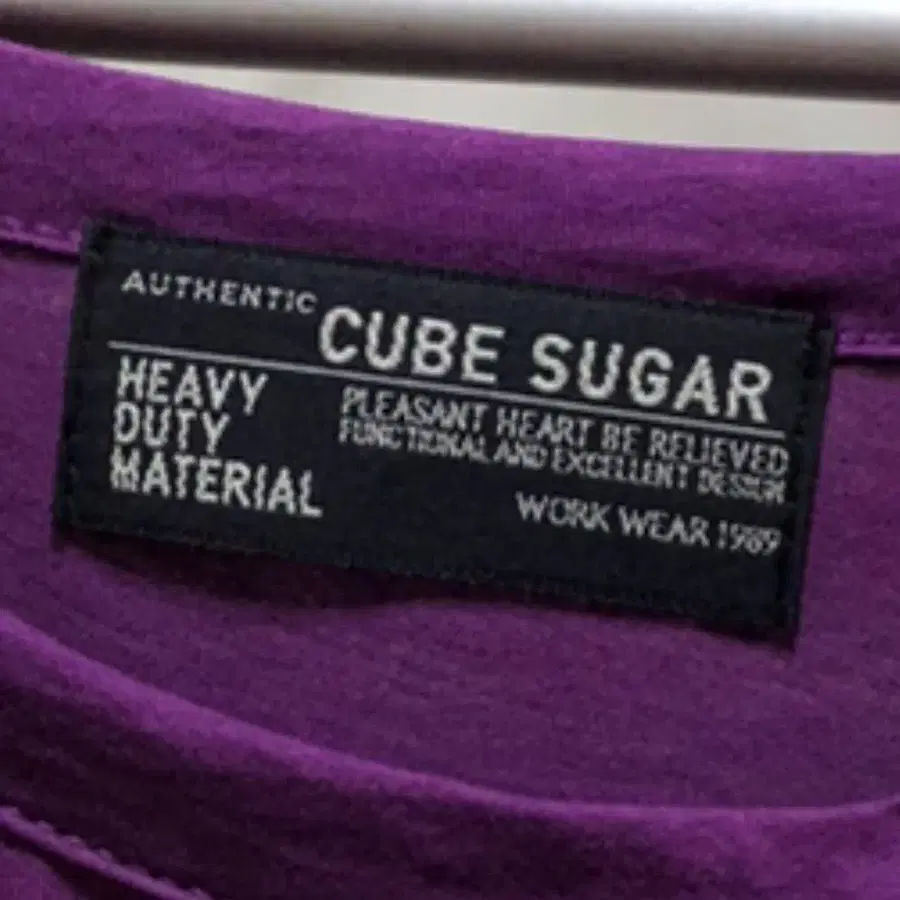 AUTHENTIC
CUBE SUGAR
HEAVY
DUTY
MATERIAL
PLEASANT HEART BE RELIEVED
FUNCTIONAL AND EXCELLENT DESIGN
WORK WEAR 1989